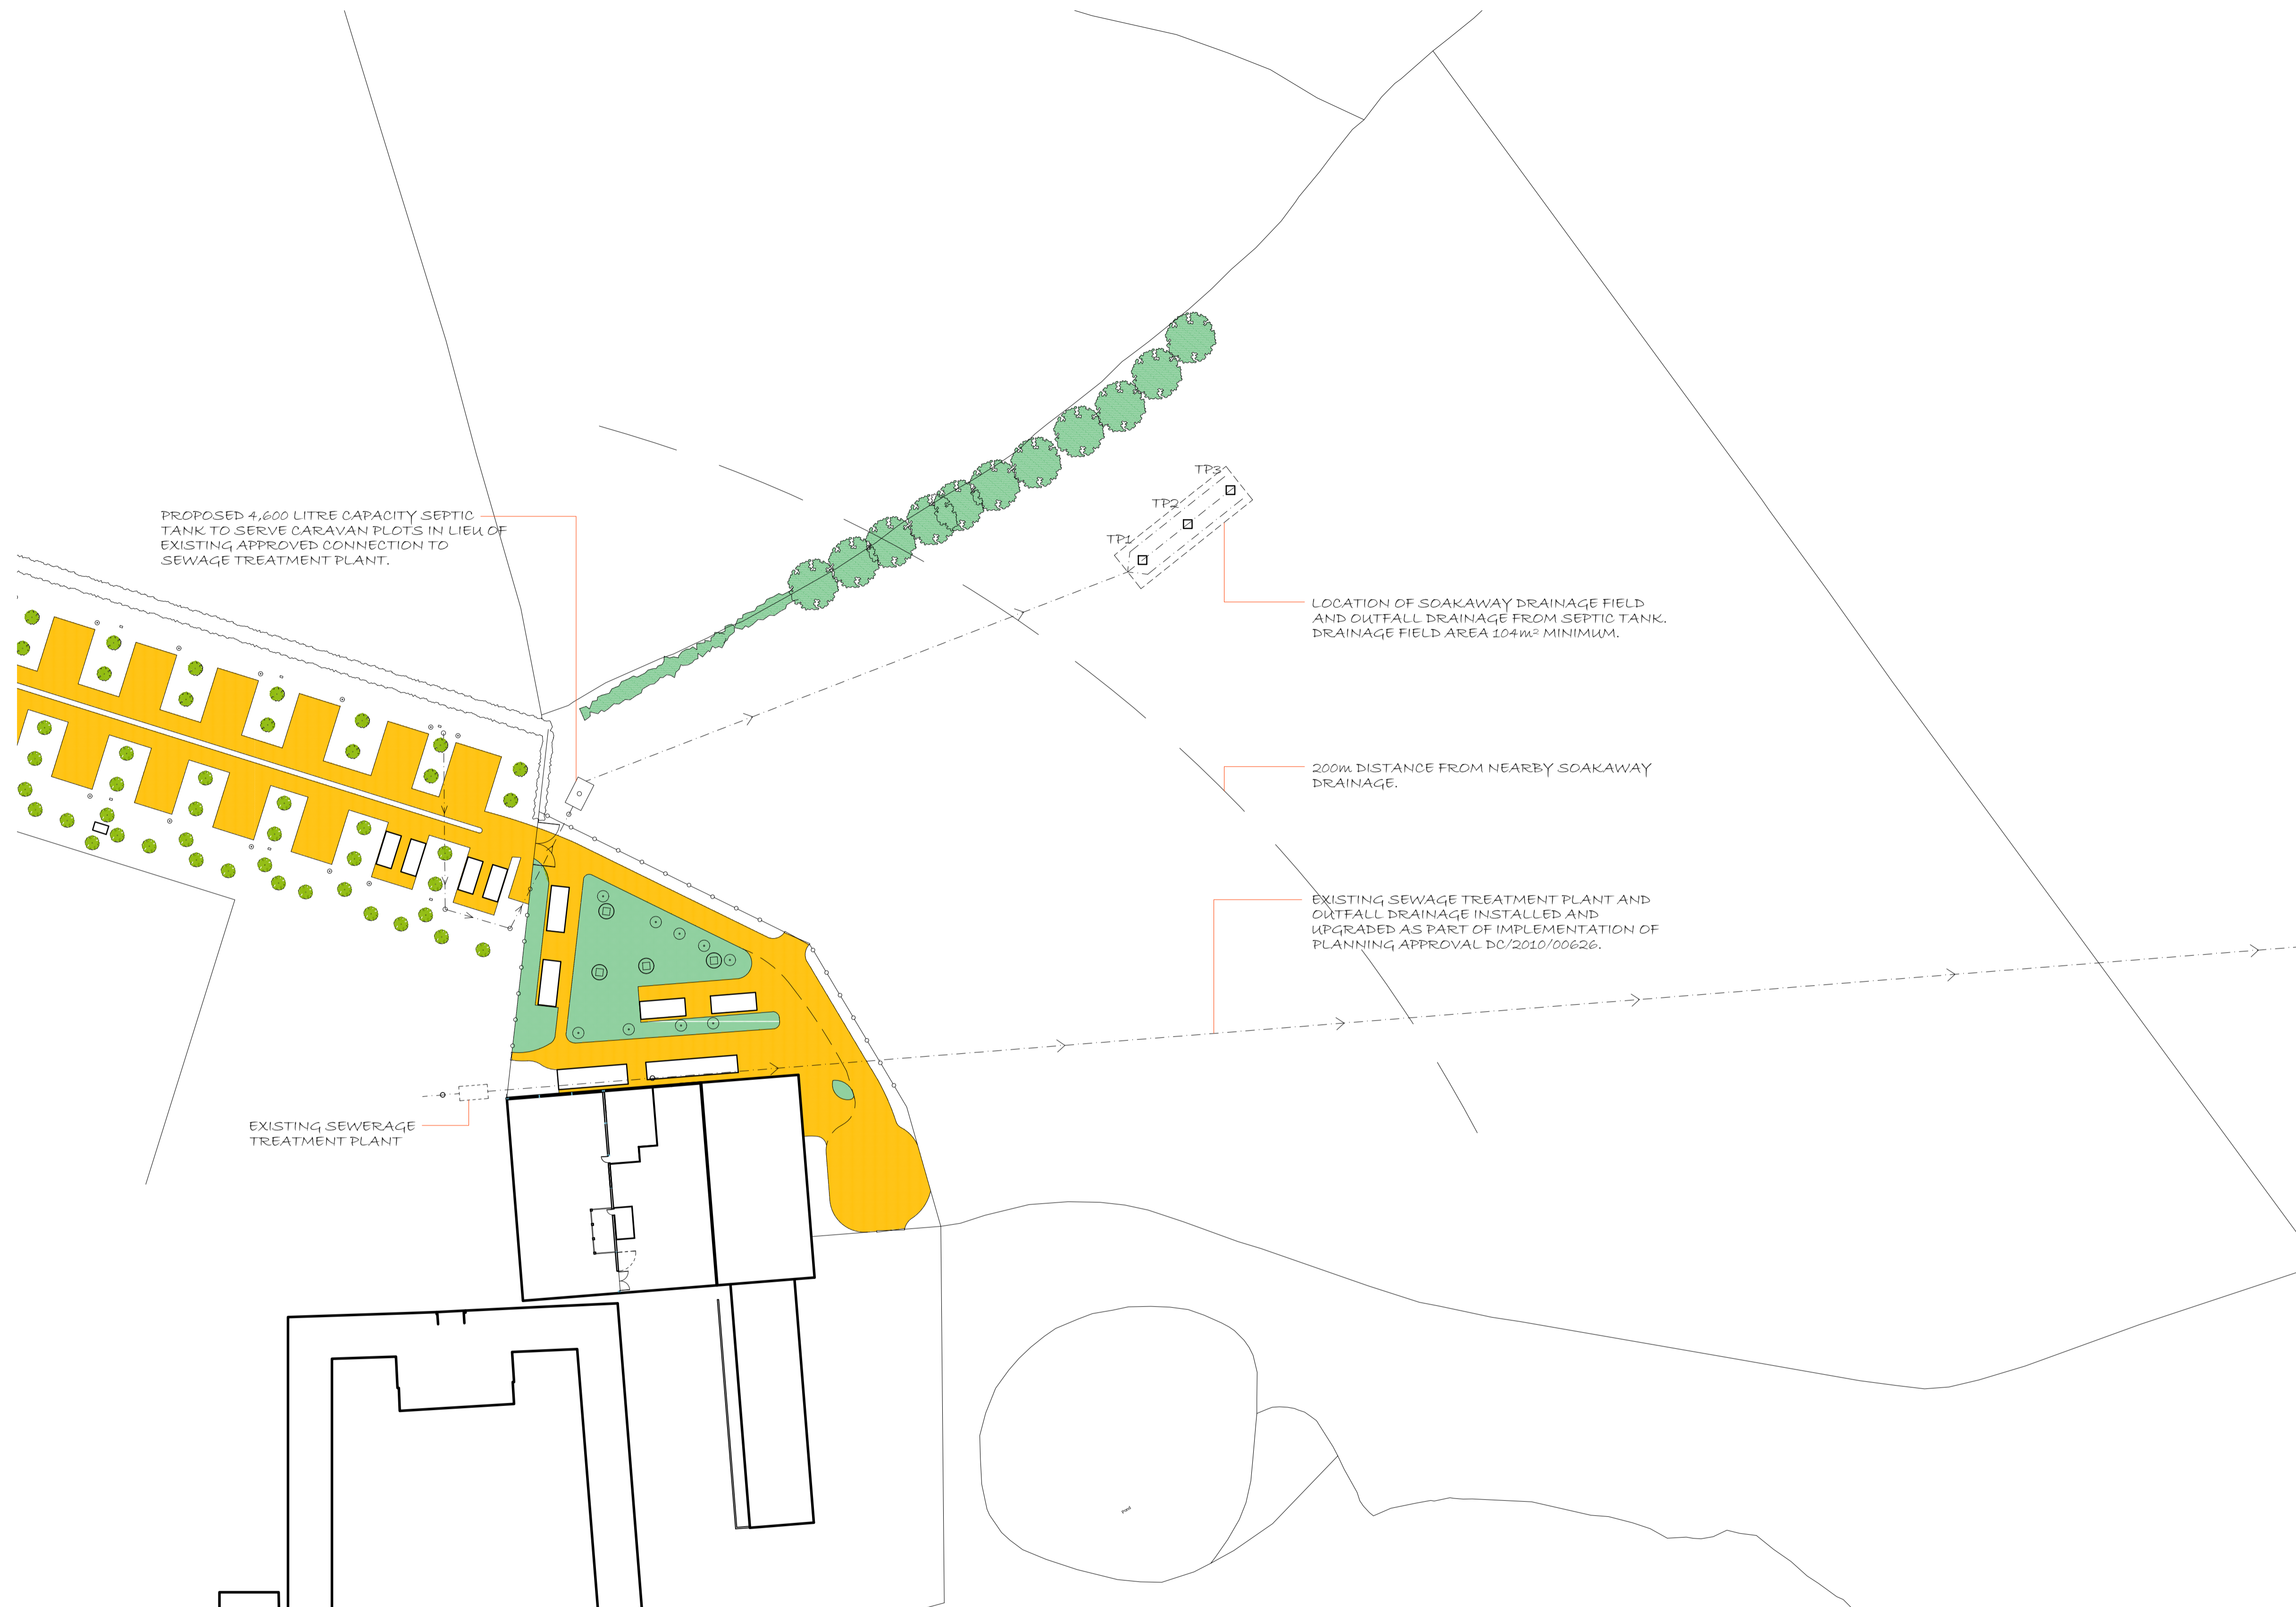 PROPOSED 4,600 LITRE CAPACITY SEPTIC
TANK TO SERVE CARAVAN PLOTS IN LIEU OF
EXISTING APPROVED CONNECTION TO
SEWAGE TREATMENT PLANT.
TP3
TP2
TP1
LOCATION OF SOAKAWAY DRAINAGE FIELD
AND OUTFALL DRAINAGE FROM SEPTIC TANK.
DRAINAGE FIELD AREA 104m² MINIMUM.
200m DISTANCE FROM NEARBY SOAKAWAY
DRAINAGE.
EXISTING SEWAGE TREATMENT PLANT AND
OUTFALL DRAINAGE INSTALLED AND
UPGRADED AS PART OF IMPLEMENTATION OF
PLANNING APPROVAL DC/2010/00626.
EXISTING SEWERAGE
TREATMENT PLANT
Pond